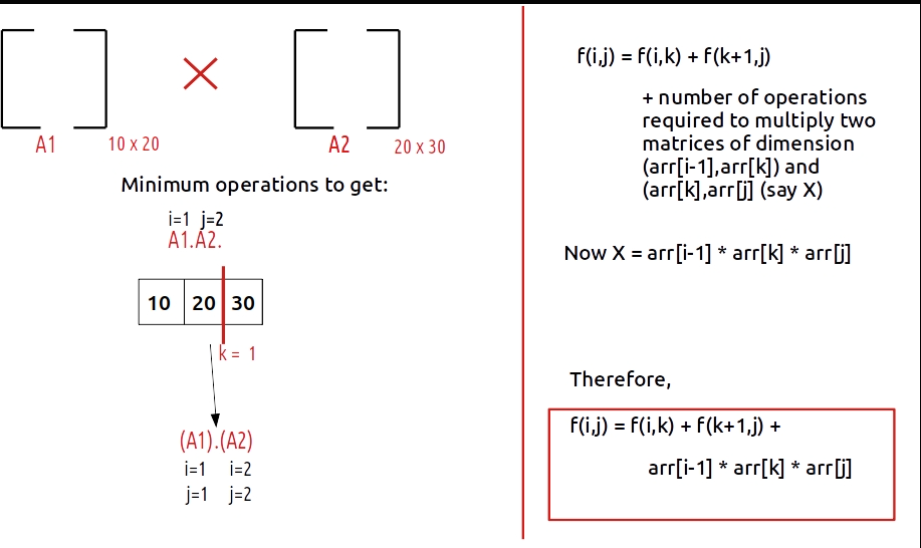 A1
10 x 20
A2
20 x 30
Minimum operations to get:
i=1 j=2
A1.A2.
10 20 30
k = 1
(A1).(A2)
i=1 i=2
j=1 j=2
f(i,j) = f(i,k) + f(k+1,j)
+ number of operations
required to multiply two
matrices of dimension
(arr[i-1],arr[k]) and
(arr[k],arr[j] (say X)
Now X = arr[i-1] * arr[k] * arr[j]
Therefore,
f(i,j) = f(i,k) + f(k+1,j) +
arr[i-1] * arr[k] * arr[j]